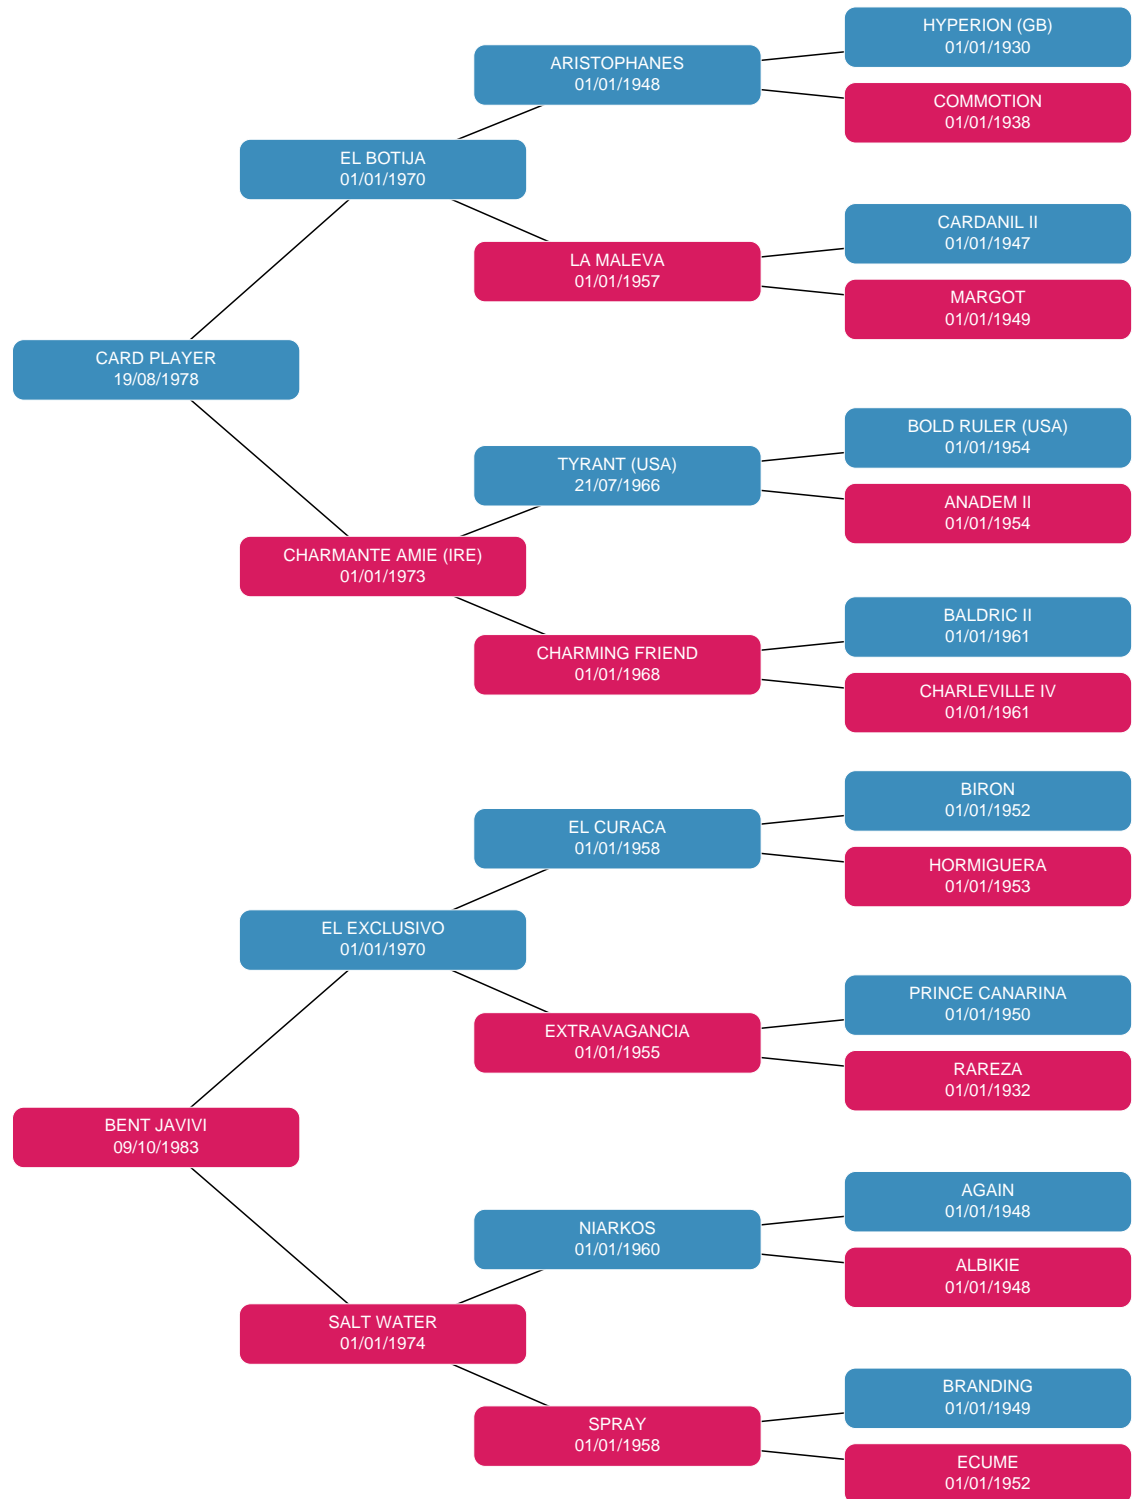 HYPERION (GB)
01/01/1930
ARISTOPHANES
01/01/1948
COMMOTION
01/01/1938
EL BOTIJA
01/01/1970
CARDANIL II
01/01/1947
LA MALEVA
01/01/1957
MARGOT
01/01/1949
CARD PLAYER
19/08/1978
BOLD RULER (USA)
01/01/1954
TYRANT (USA)
21/07/1966
ANADEM II
01/01/1954
CHARMANTE AMIE (IRE)
01/01/1973
BALDRIC II
01/01/1961
CHARMING FRIEND
01/01/1968
CHARLEVILLE IV
01/01/1961
BIRON
01/01/1952
EL CURACA
01/01/1958
HORMIGUERA
01/01/1953
EL EXCLUSIVO
01/01/1970
PRINCE CANARINA
01/01/1950
EXTRAVAGANCIA
01/01/1955
RAREZA
01/01/1932
BENT JAVIVI
09/10/1983
AGAIN
01/01/1948
NIARKOS
01/01/1960
ALBIKIE
01/01/1948
SALT WATER
01/01/1974
BRANDING
01/01/1949
SPRAY
01/01/1958
ECUME
01/01/1952